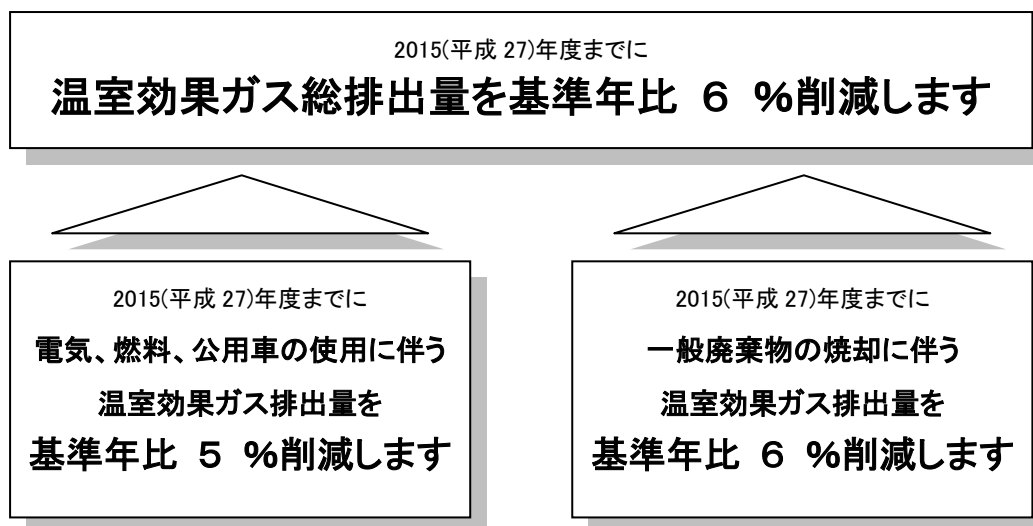 2015(平成 27)年度までに
温室効果ガス総排出量を基準年比 6 %削減します
2015(平成 27)年度までに
電気、燃料、公用車の使用に伴う
温室効果ガス排出量を
基準年比 5 %削減します
2015(平成 27)年度までに
一般廃棄物の焼却に伴う
温室効果ガス排出量を
基準年比 6 %削減します